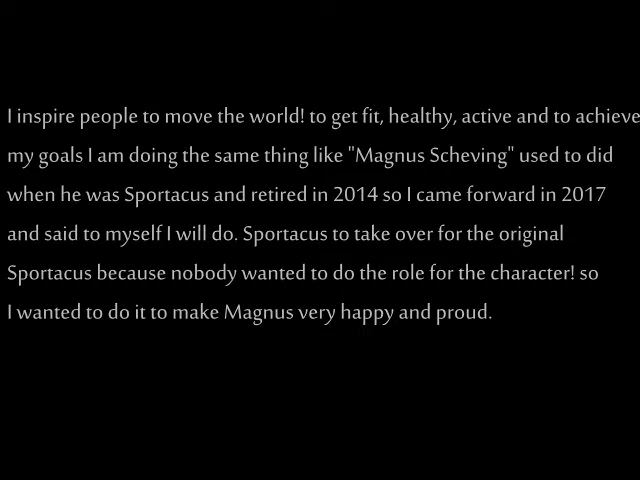 I inspire people to move the world! to get fit, healthy, active and to achieve
my goals I am doing the same thing like "Magnus Scheving" used to did
when he was Sportacus and retired in 2014 so I came forward in 2017
and said to myself I will do. Sportacus to take over for the original
Sportacus because nobody wanted to do the role for the character! so
I wanted to do it to make Magnus very happy and proud.